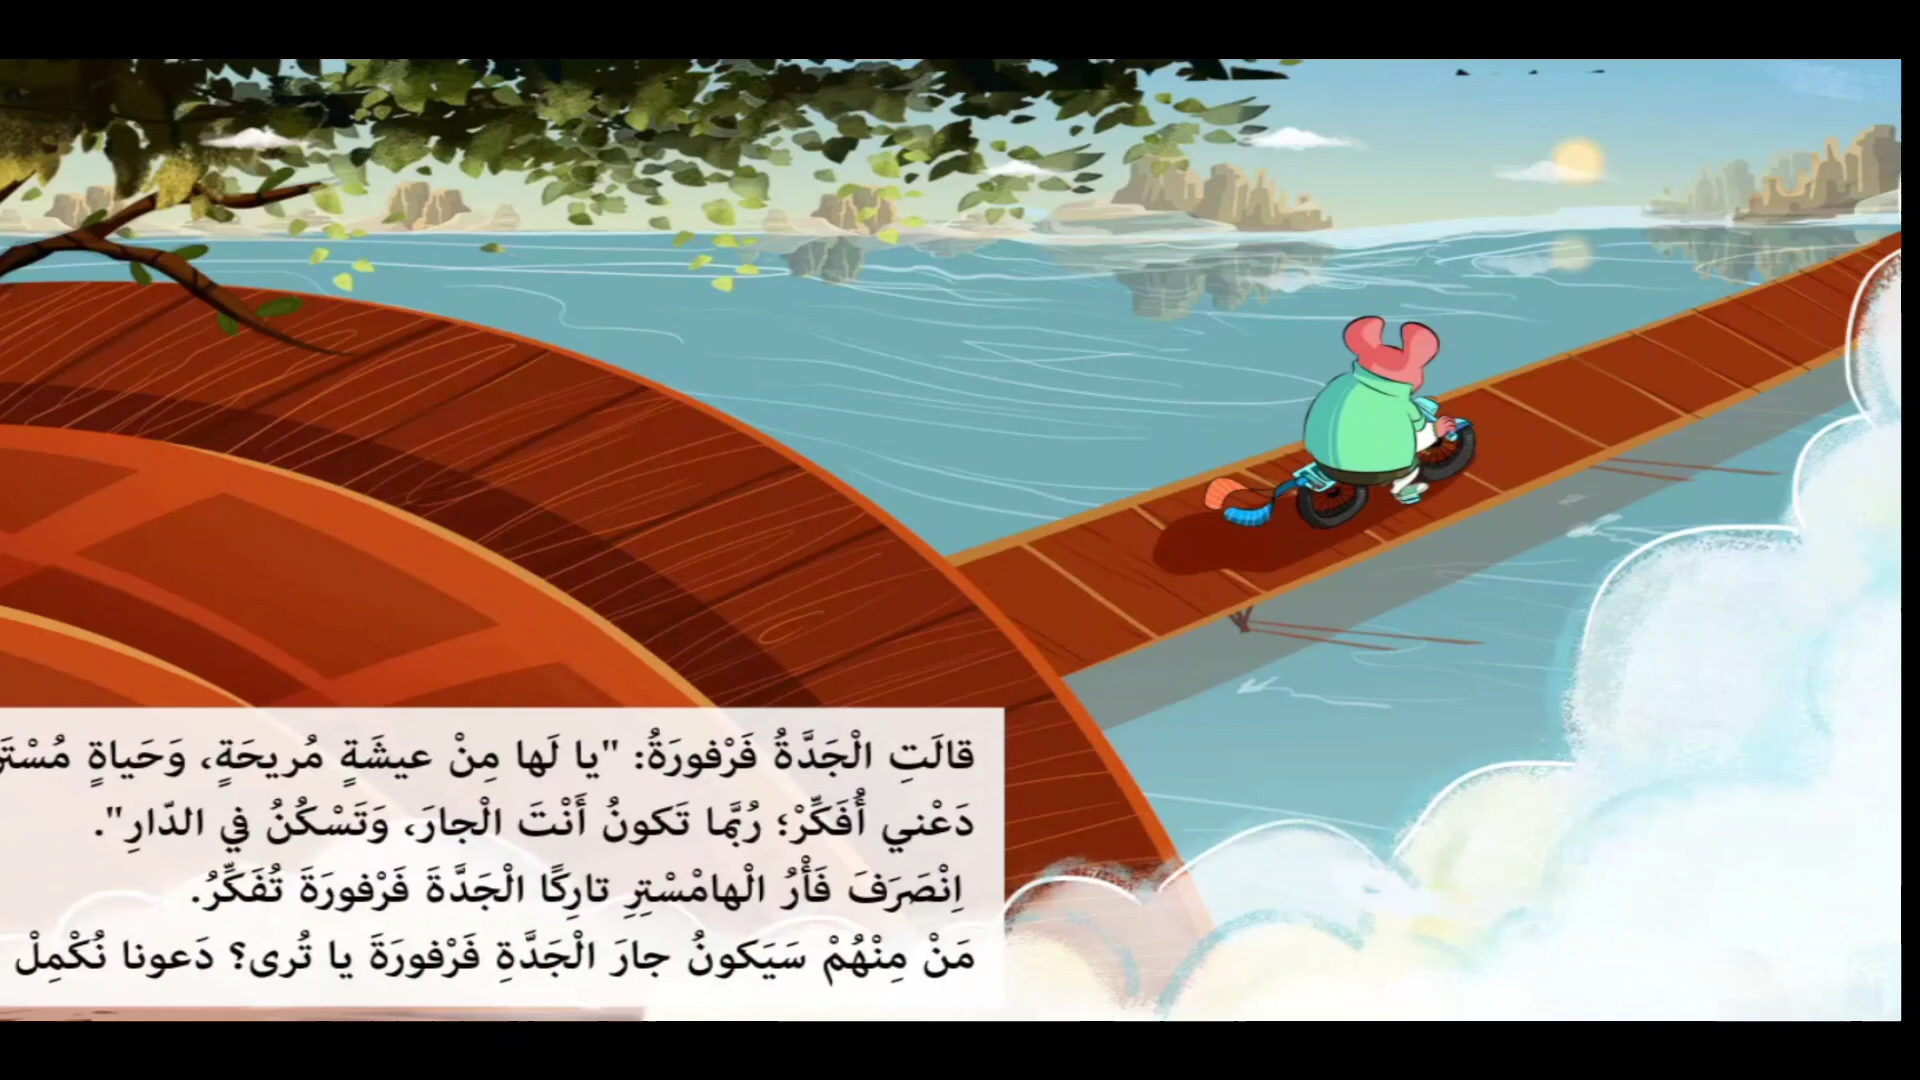 قالَتِ الْجَدَّةُ فَرْفورَةُ: "يا لَها مِنْ عيشَةٍ مُريحَةٍ، وَحَياةٍ
دَعْني أُفَكِّرْ؛ رُبَّما تَكونُ أَنْتَ الْجارَ، وَتَسْكُنُ في الدّارِ".
اِنْصَرَفَ فَأْرُ الْهامْسْتِرِ تارِكًا الْجَدَّةَ فَرْفورَةَ تُفَكِّرُ.
مَنْ مِنْهُمْ سَيَكونُ جارَ الْجَدَّةِ فَرْفورَةَ يا تُرى؟ دَعونا نُكْمِلْ